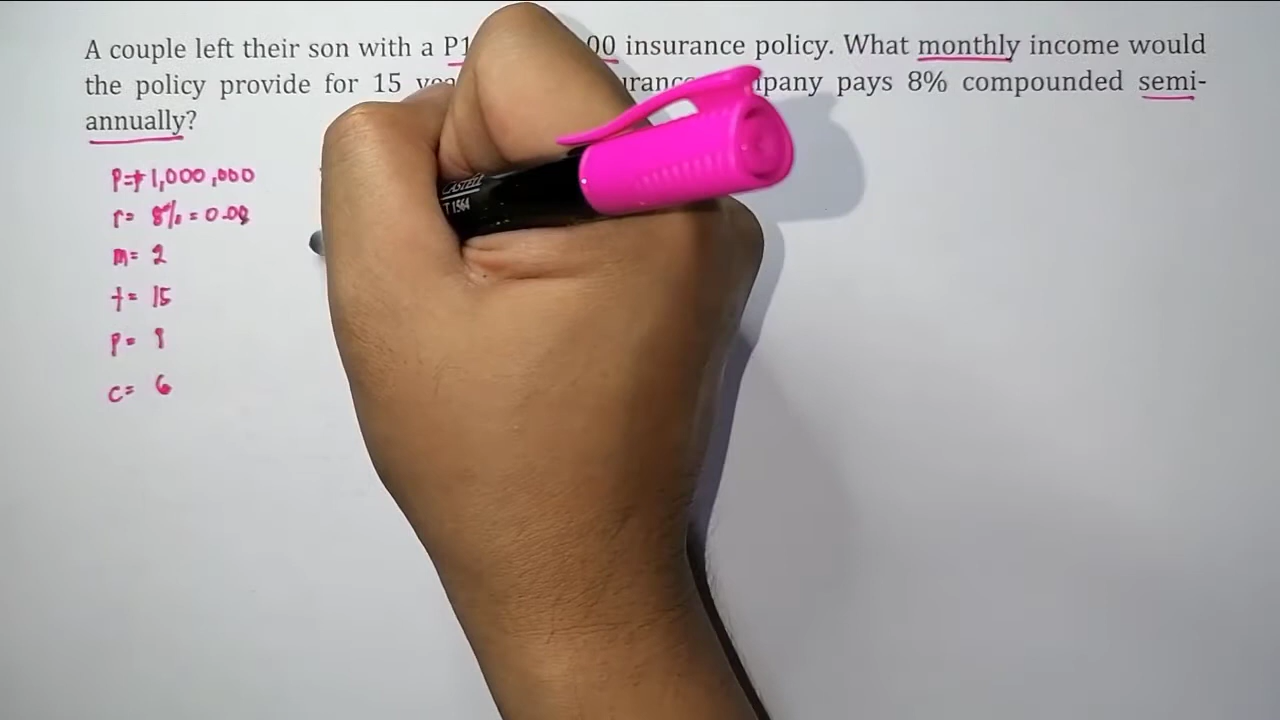 A couple left their son with a P1 00 insurance policy. What monthly income would
the policy provide for 15 pany pays 8% compounded semi-
annually?
P=₱1,000,000
r= 8% = 0.08
m= 2
t= 15
p= 1
c= 6
T 1564